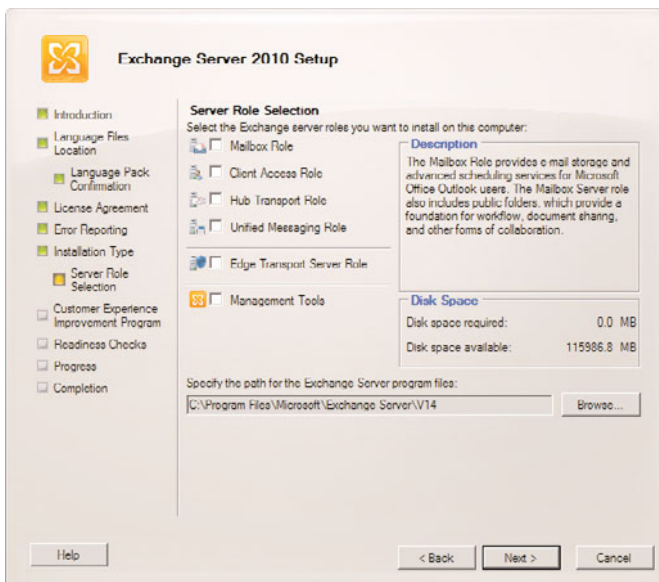 Exchange Server 2010 Setup
Introduction
Language Files
Location
Language Pack
Confirmation
License Agreement
Error Reporting
Installation Type
Server Role
Selection
Customer Experience
Improvement Program
Readiness Checks
Progress
Completion
Server Role Selection
Select the Exchange server roles you want to install on this computer:
Mailbox Role
Client Access Role
Hub Transport Role
Unified Messaging Role
Edge Transport Server Role
Management Tools
Description
The Mailbox Role provides e-mail storage and
advanced scheduling services for Microsoft
Office Outlook users. The Mailbox Server role
also includes public folders, which provide a
foundation for workflow, document sharing,
and other forms of collaboration.
Disk Space
Disk space required: 0.0 MB
Disk space available: 115986.8 MB
Specify the path for the Exchange Server program files:
C:\Program Files\Microsoft\Exchange Server\V14
Browse...
Help
< Back
Next >
Cancel